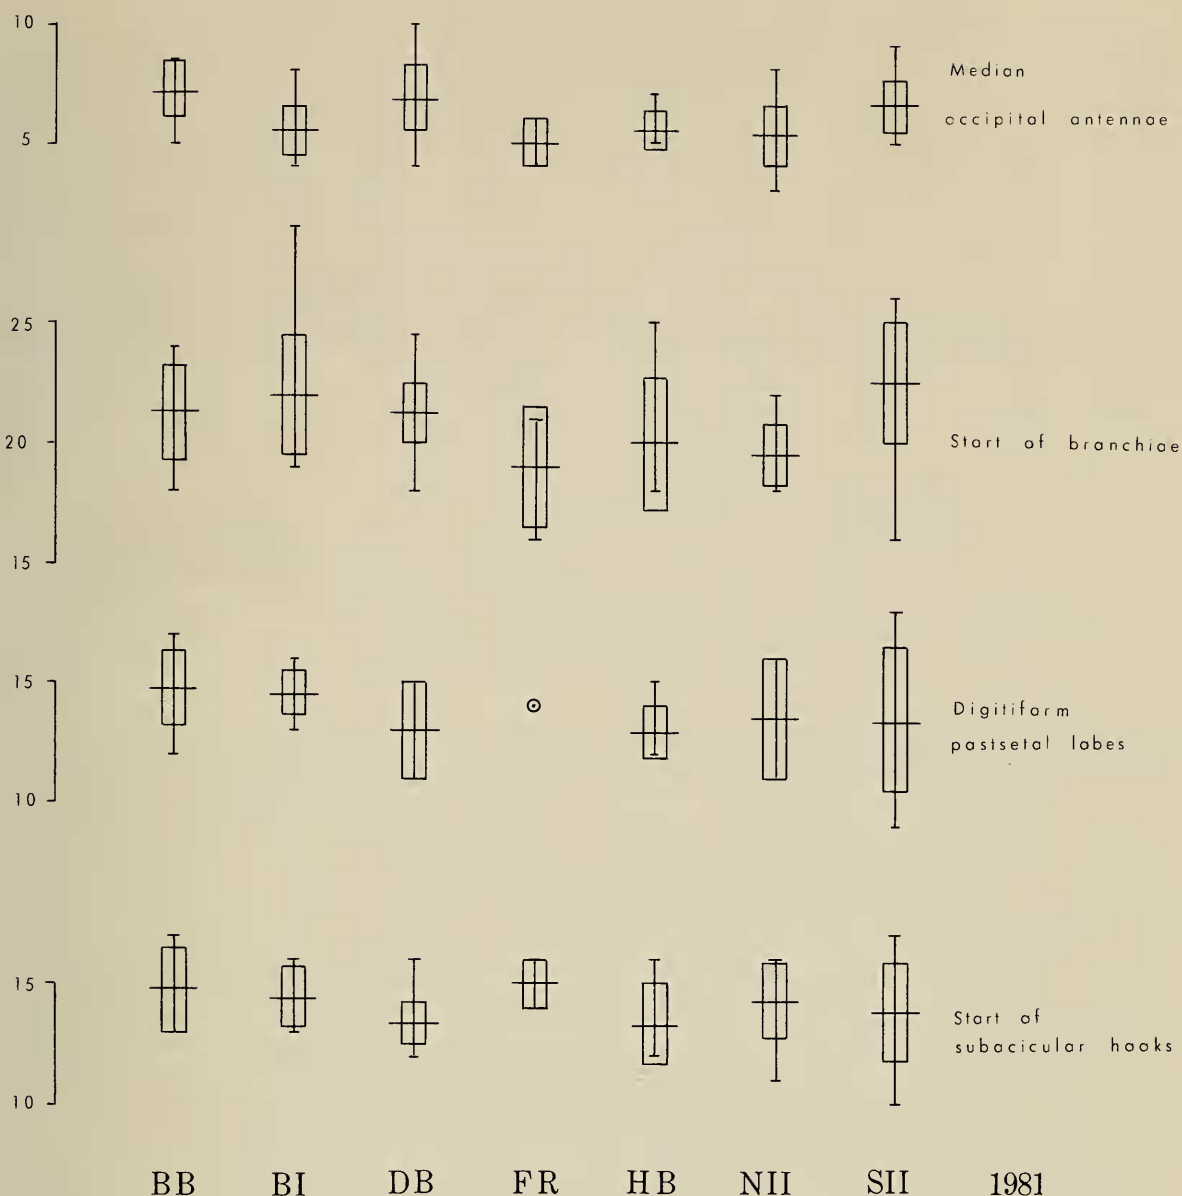 10
5
Median
occipital antennae
25
20
15
Start of branchiae
15
10
Digitiform
postsetal lobes
15
10
Start of
subacicular hooks
BB BI DB FR HB NII SII 1981